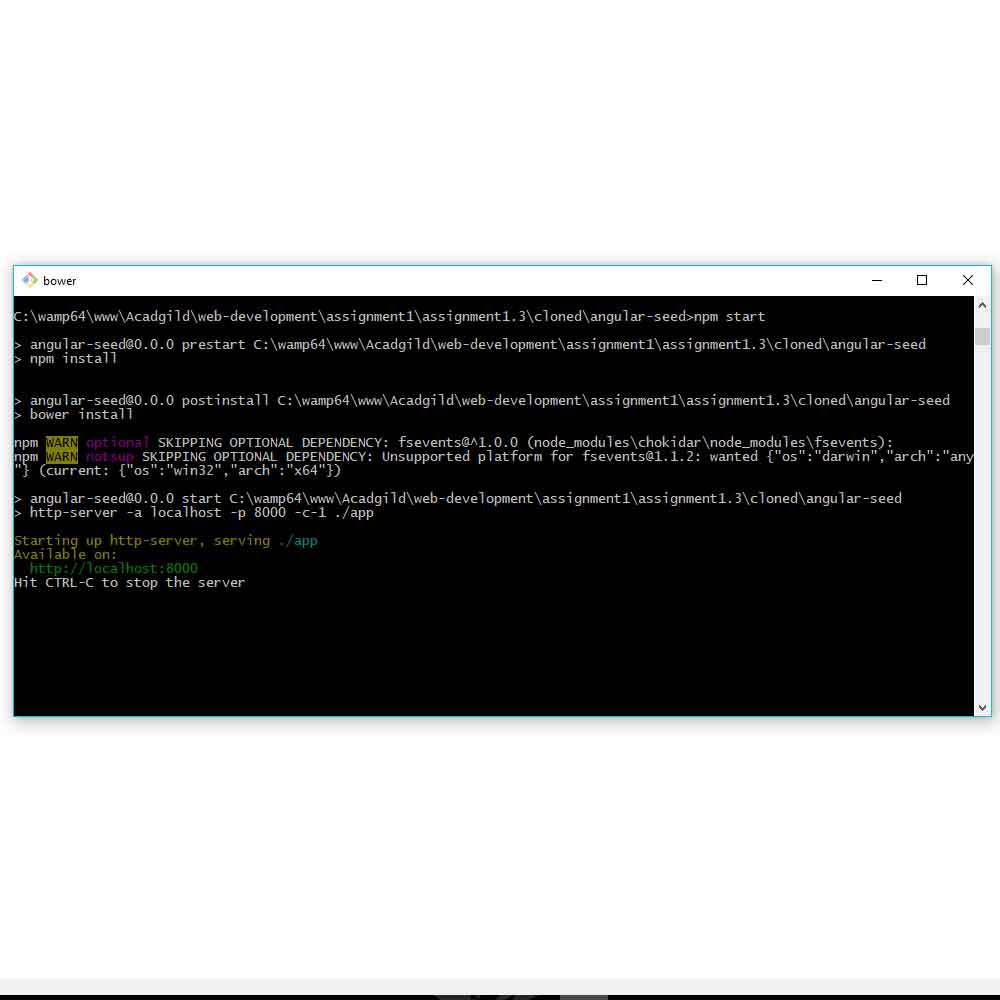 bower
C:\wamp64\www\Acadgild\web-development\assignment1\assignment1.3\cloned\angular-seed>npm start
> angular-seed@0.0.0 prestart C:\wamp64\www\Acadgild\web-development\assignment1\assignment1.3\cloned\angular-seed
> npm install
> angular-seed@0.0.0 postinstall C:\wamp64\www\Acadgild\web-development\assignment1\assignment1.3\cloned\angular-seed
> bower install
npm WARN optional SKIPPING OPTIONAL DEPENDENCY: fsevents@^1.0.0 (node_modules\chokidar\node_modules\fsevents):
npm WARN notsup SKIPPING OPTIONAL DEPENDENCY: Unsupported platform for fsevents@1.1.2: wanted {"os":"darwin","arch":"any
"} (current: {"os":"win32","arch":"x64"})
> angular-seed@0.0.0 start C:\wamp64\www\Acadgild\web-development\assignment1\assignment1.3\cloned\angular-seed
> http-server -a localhost -p 8000 -c-1 ./app
Starting up http-server, serving ./app
Available on:
  http://localhost:8000
Hit CTRL-C to stop the server